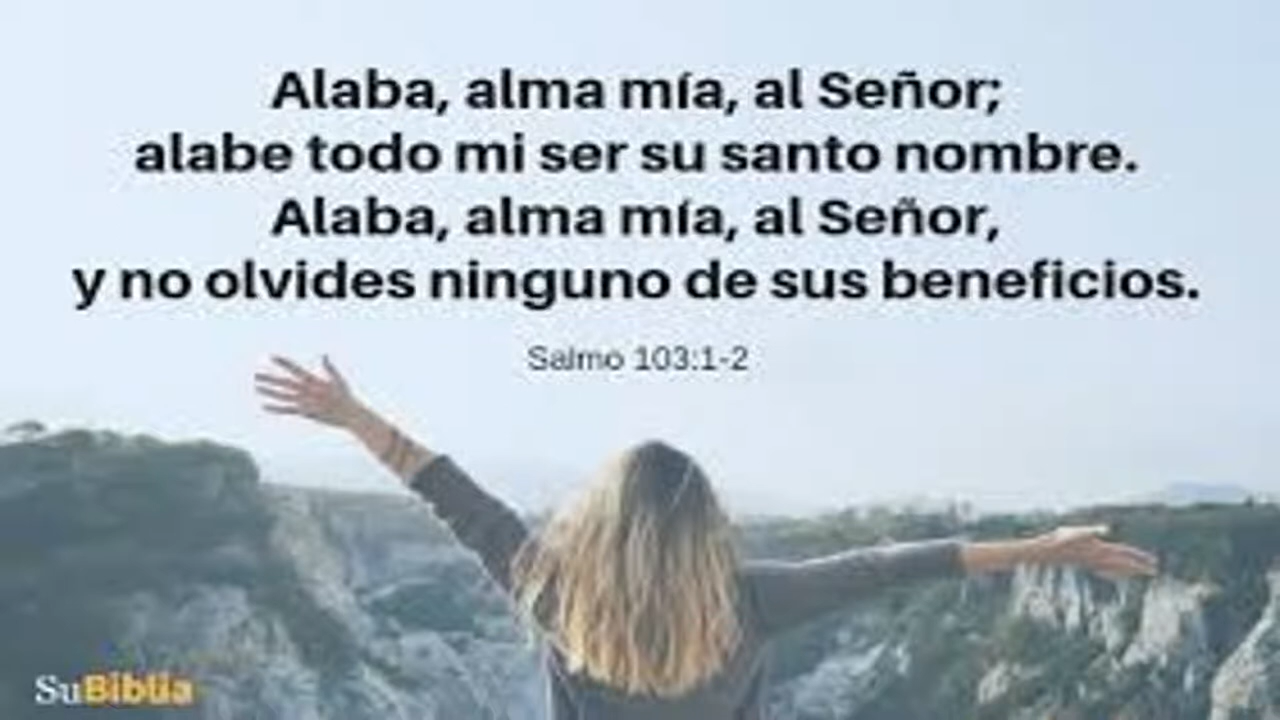 Alaba, alma mía, al Señor;
alabe todo mi ser su santo nombre.
Alaba, alma mía, al Señor,
y no olvides ninguno de sus beneficios.
Salmo 103:1-2
SuBiblia